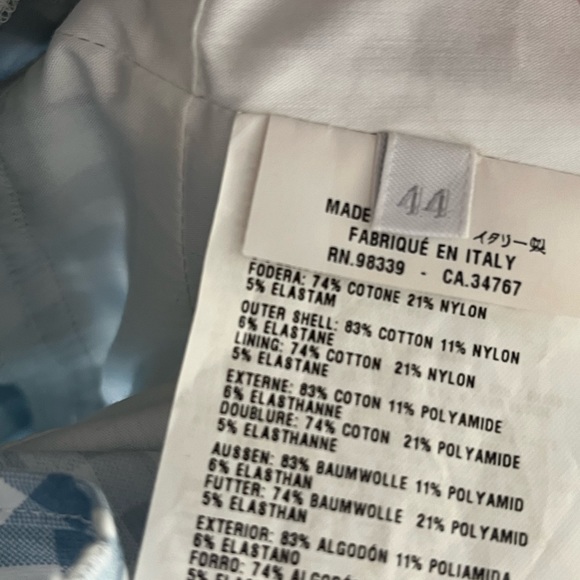 44
MADE
イタリー製
FABRIQUÉ EN ITALY
RN.98339 - CA.34767
FODERA: 74% COTONE 21% NYLON
5% ELASTAM
OUTER SHELL: 83% COTTON 11% NYLON
6% ELASTANE
LINING: 74% COTTON 21% NYLON
5% ELASTANE
EXTERNE: 83% COTON 11% POLYAMIDE
6% ELASTHANNE
DOUBLURE: 74% COTON 21% POLYAMIDE
5% ELASTHANNE
AUSSEN: 83% BAUMWOLLE 11% POLYAMID
6% ELASTHAN
FUTTER: 74% BAUMWOLLE 21% POLYAMID
5% ELASTHAN
EXTERIOR: 83% ALGODÓN 11% POLIAMIDA
6% ELASTANO
FORRO: 74%
5%